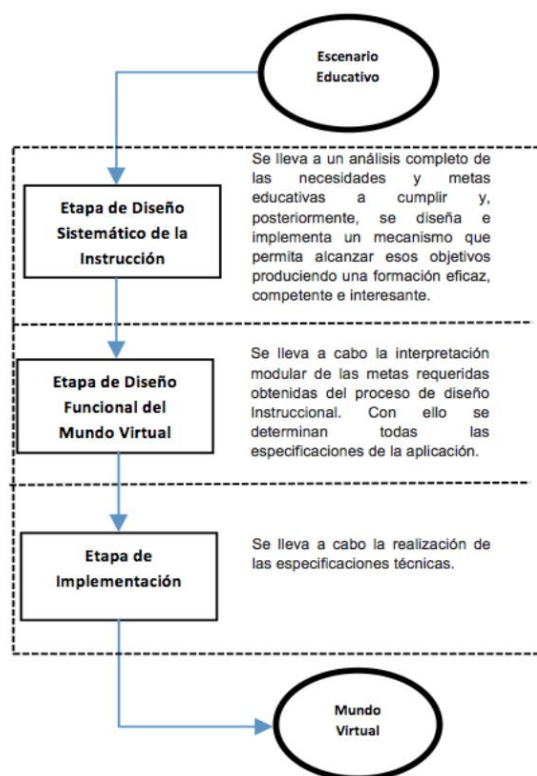 Escenario
Educativo
Se lleva a un análisis completo de
las necesidades y metas
educativas a cumplir y,
posteriormente, se diseña e
implementa un mecanismo que
permita alcanzar esos objetivos
produciendo una formación eficaz,
competente e interesante.
Etapa de Diseño
Sistemático de la
Instrucción
Se lleva a cabo la interpretación
modular de las metas requeridas
obtenidas del proceso de diseño
Instruccional. Con ello se
determinan todas las
especificaciones de la aplicación.
Etapa de Diseño
Funcional del
Mundo Virtual
Se lleva a cabo la realización de
las especificaciones técnicas.
Etapa de
Implementación
Mundo
Virtual